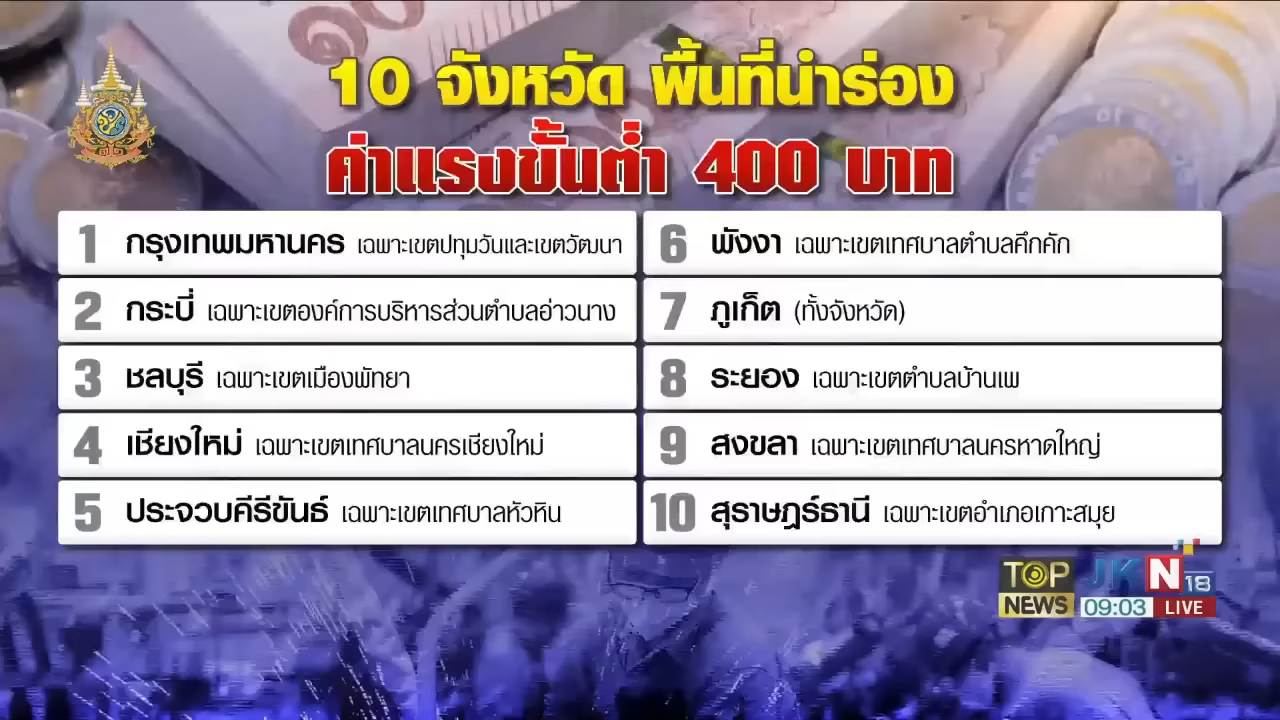 10 จังหวัด พื้นที่นำร่อง
ค่าแรงขั้นต่ำ 400 บาท
1 กรุงเทพมหานคร เฉพาะเขตปทุมวันและเขตวัฒนา
2 กระบี่ เฉพาะเขตองค์การบริหารส่วนตำบลอ่าวนาง
3 ชลบุรี เฉพาะเขตเมืองพัทยา
4 เชียงใหม่ เฉพาะเขตเทศบาลนครเชียงใหม่
5 ประจวบคีรีขันธ์ เฉพาะเขตเทศบาลหัวหิน
6 พังงา เฉพาะเขตเทศบาลตำบลคึกคัก
7 ภูเก็ต (ทั้งจังหวัด)
8 ระยอง เฉพาะเขตตำบลบ้านเพ
9 สงขลา เฉพาะเขตเทศบาลนครหาดใหญ่
10 สุราษฎร์ธานี เฉพาะเขตอำเภอเกาะสมุย
TOP NEWS
JKN 18
09:03 LIVE